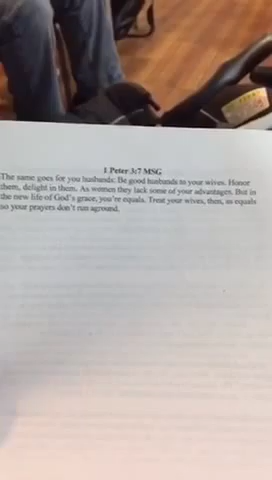 1 Peter 3:7 MSG
The same goes for you husbands: Be good husbands to your wives. Honor
them, delight in them. As women they lack some of your advantages. But in
the new life of God's grace, you're equals. Treat your wives, then, as equals
so your prayers don't run aground.